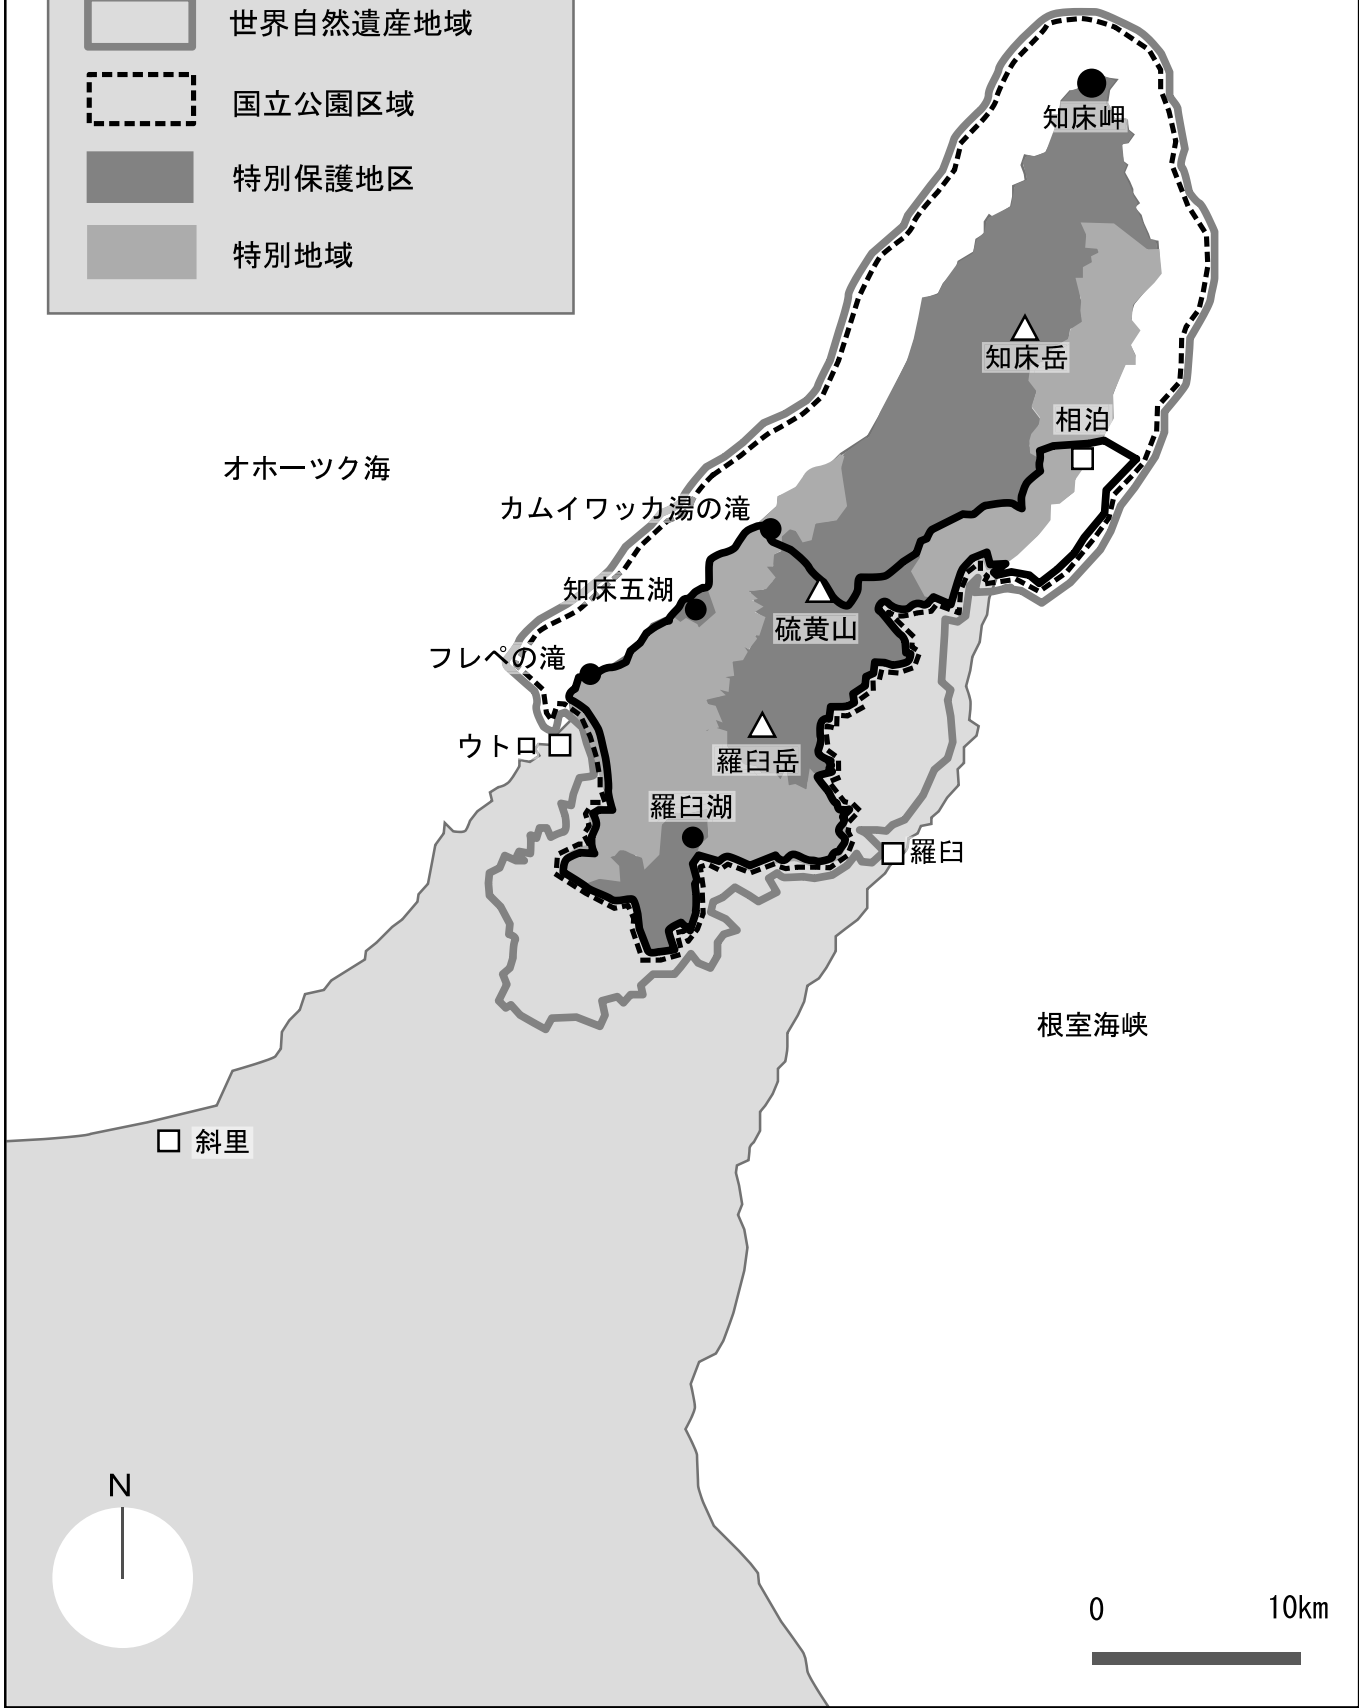 世界自然遺産地域
国立公園区域
特別保護地区
特別地域
知床岬
知床岳
相泊
オホーツク海
カムイワッカ湯の滝
知床五湖
硫黄山
フレペの滝
ウトロ
羅臼岳
羅臼湖
羅臼
根室海峡
斜里
N
0 10km